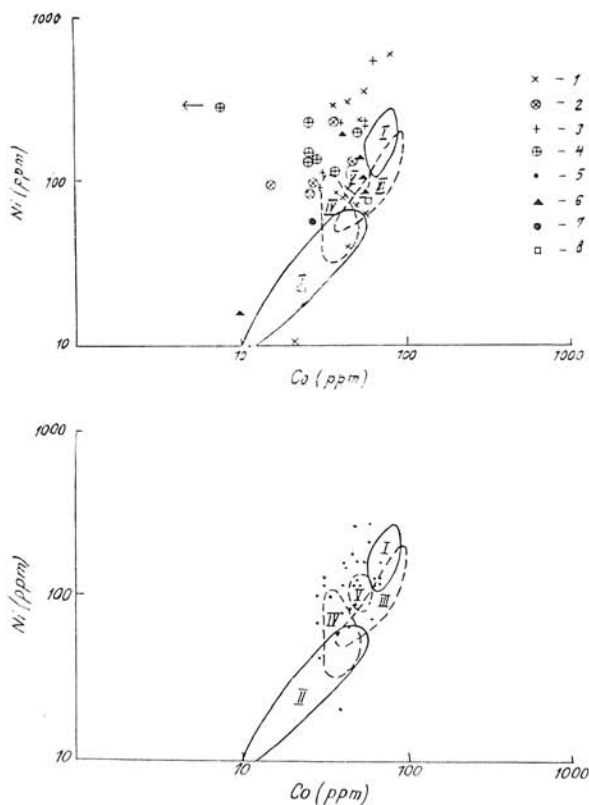 1000
Ni (ppm)
100
10
I
III
IV
V
II
10
100
1000
Co (ppm)
× - 1
⊗ - 2
+ - 3
⊕ - 4
• - 5
▲ - 6
● - 7
□ - 8
1000
Ni (ppm)
100
10
I
III
V
IV
II
10
100
1000
Co (ppm)